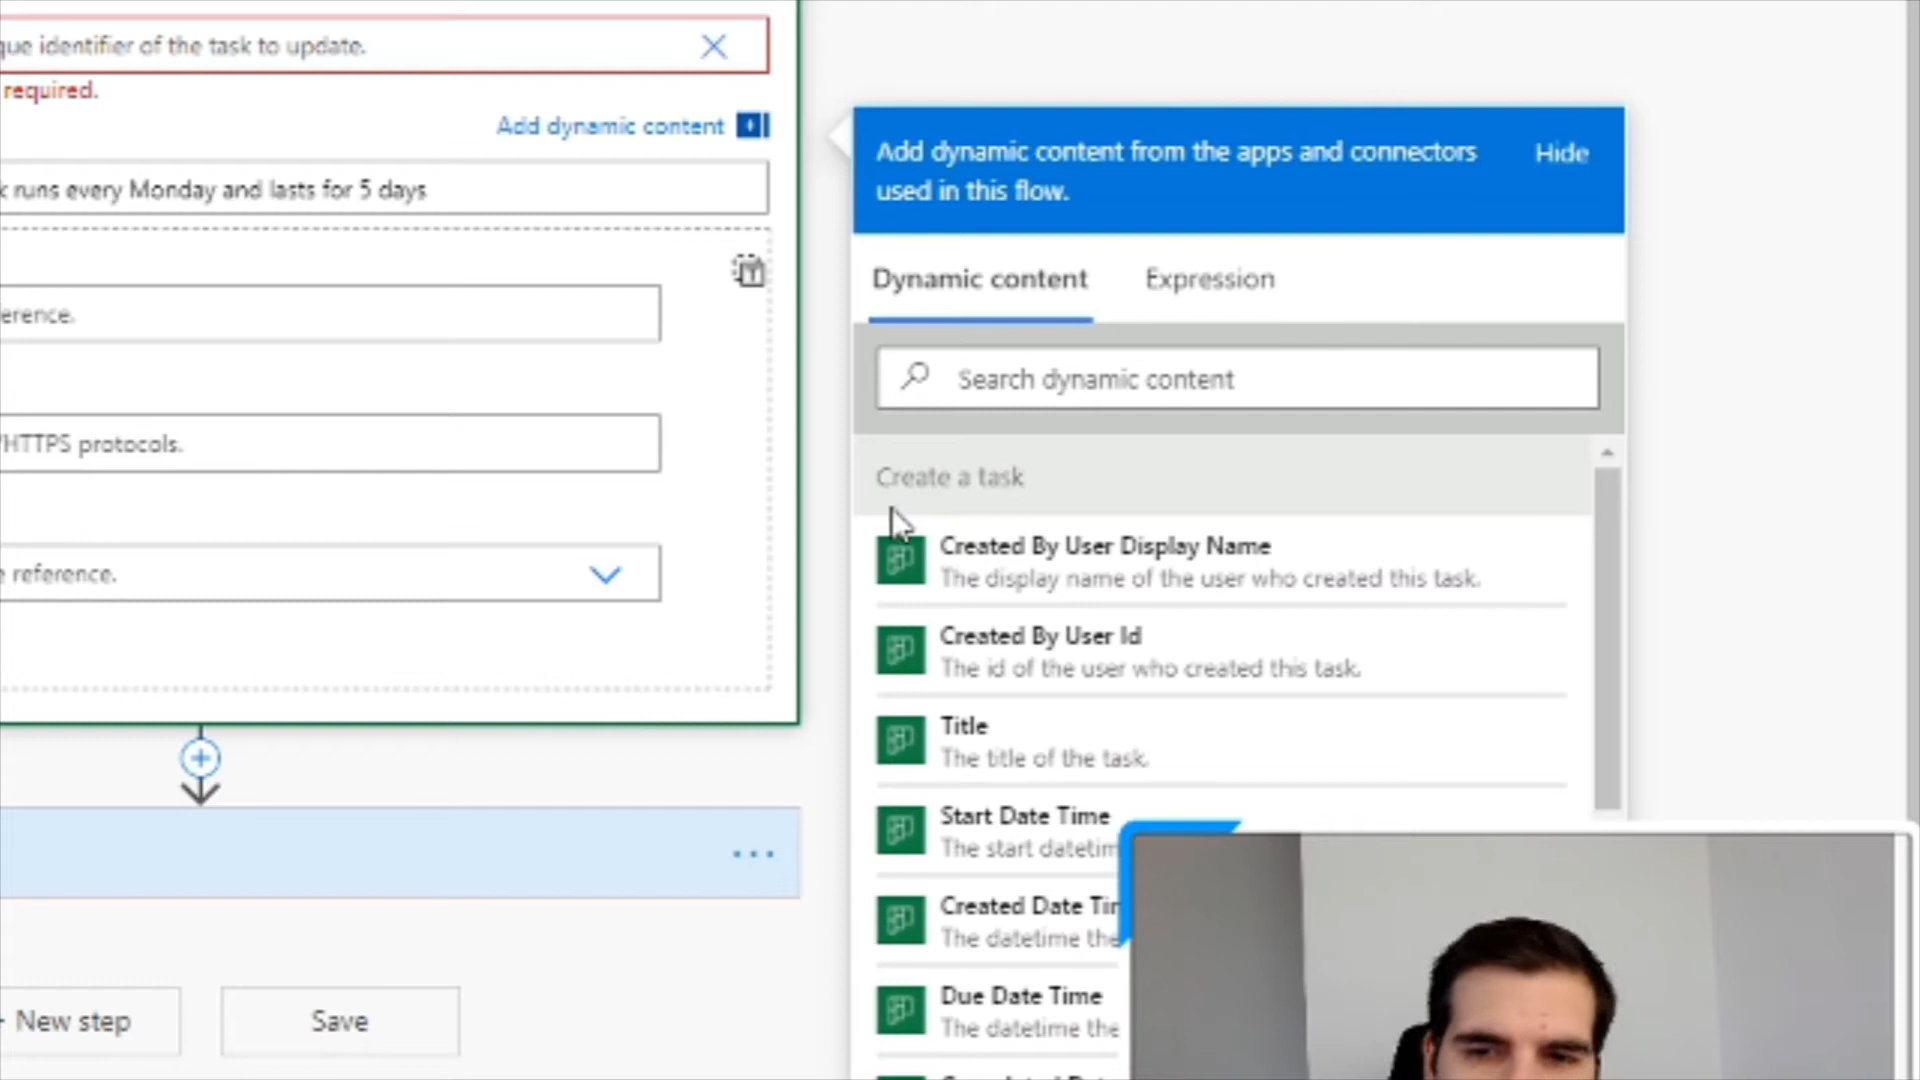 que identifier of the task to update.
required.
Add dynamic content
k runs every Monday and lasts for 5 days
erence.
/HTTPS protocols.
e reference.
New step
Save
Add dynamic content from the apps and connectors
used in this flow.
Hide
Dynamic content
Expression
Search dynamic content
Create a task
Created By User Display Name
The display name of the user who created this task.
Created By User Id
The id of the user who created this task.
Title
The title of the task.
Start Date Time
The start datetim
Created Date Tim
The datetime the
Due Date Time
The datetime the